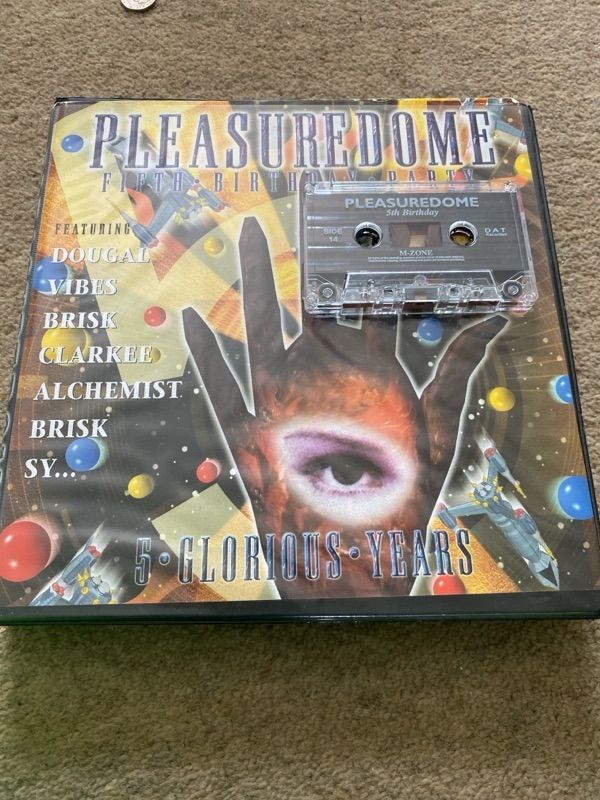 PLEASUREDOME
FIFTH BIRTHDAY PARTY
FEATURING
DOUGAL
VIBES
BRISK
CLARKEE
ALCHEMIST
BRISK
SY...
5 • GLORIOUS • YEARS
PLEASUREDOME
5th Birthday
SIDE
14
D.A.T.
M-ZONE